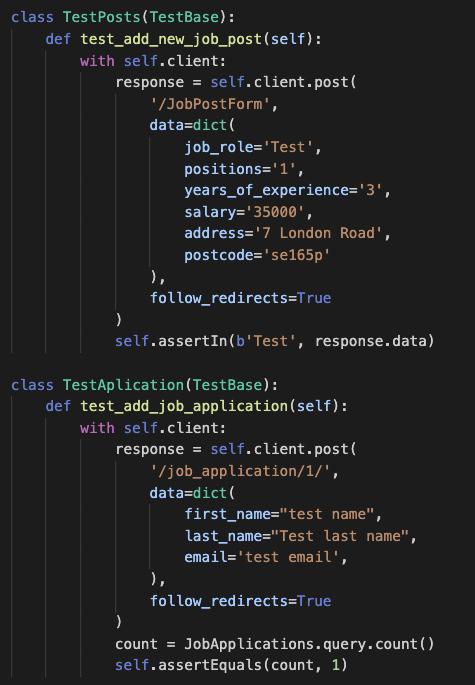 class TestPosts(TestBase):
    def test_add_new_job_post(self):
        with self.client:
            response = self.client.post(
                '/JobPostForm',
                data=dict(
                    job_role='Test',
                    positions='1',
                    years_of_experience='3',
                    salary='35000',
                    address='7 London Road',
                    postcode='se165p'
                ),
                follow_redirects=True
            )
            self.assertIn(b'Test', response.data)

class TestAplication(TestBase):
    def test_add_job_application(self):
        with self.client:
            response = self.client.post(
                '/job_application/1/',
                data=dict(
                    first_name="test name",
                    last_name="Test last name",
                    email='test email',
                ),
                follow_redirects=True
            )
            count = JobApplications.query.count()
            self.assertEquals(count, 1)